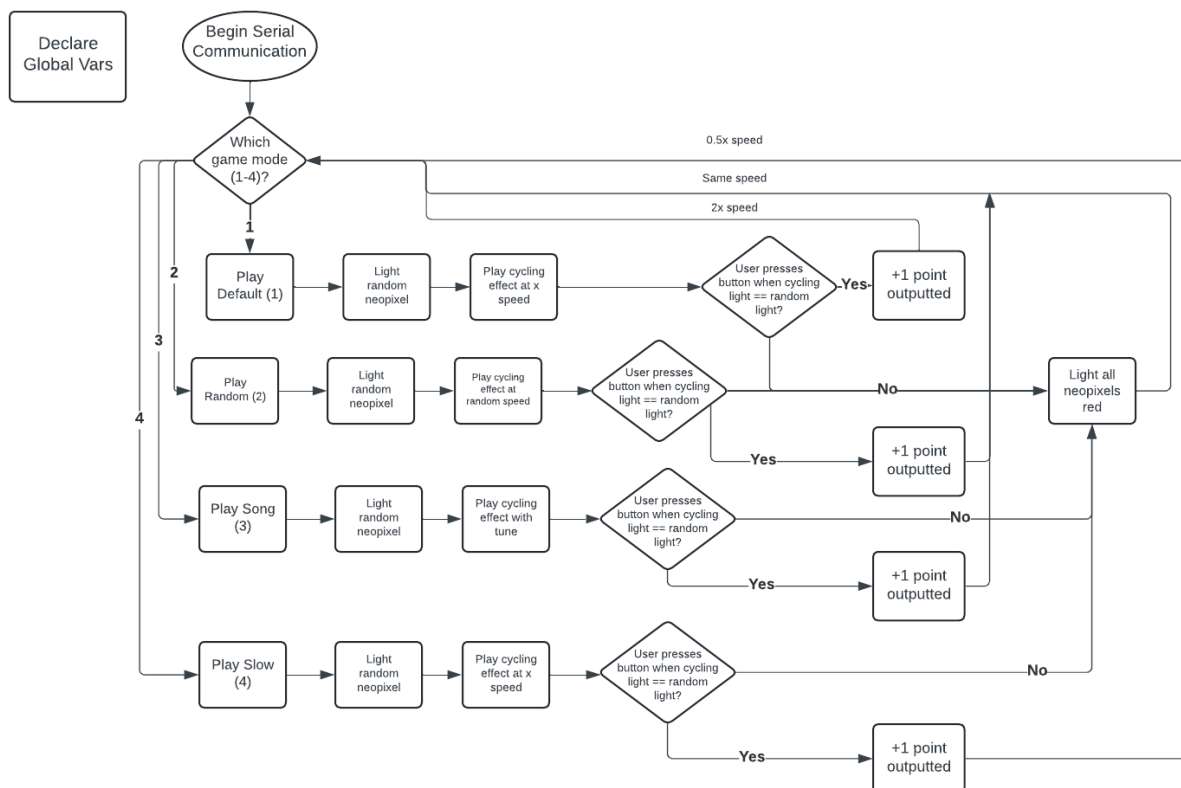 Declare
Global Vars
Begin Serial
Communication
Which
game mode
(1-4)?
0.5x speed
Same speed
2x speed
1
2
3
4
Play
Default (1)
Light
random
neopixel
Play cycling
effect at x
speed
User presses
button when cycling
light == random
light?
Yes
+1 point
outputted
Play
Random (2)
Light
random
neopixel
Play cycling
effect at
random speed
User presses
button when cycling
light == random
light?
No
Light all
neopixels
red
Yes
+1 point
outputted
Play Song
(3)
Light
random
neopixel
Play cycling
effect with
tune
User presses
button when cycling
light == random
light?
No
Yes
+1 point
outputted
Play Slow
(4)
Light
random
neopixel
Play cycling
effect at x
speed
User presses
button when cycling
light == random
light?
No
Yes
+1 point
outputted